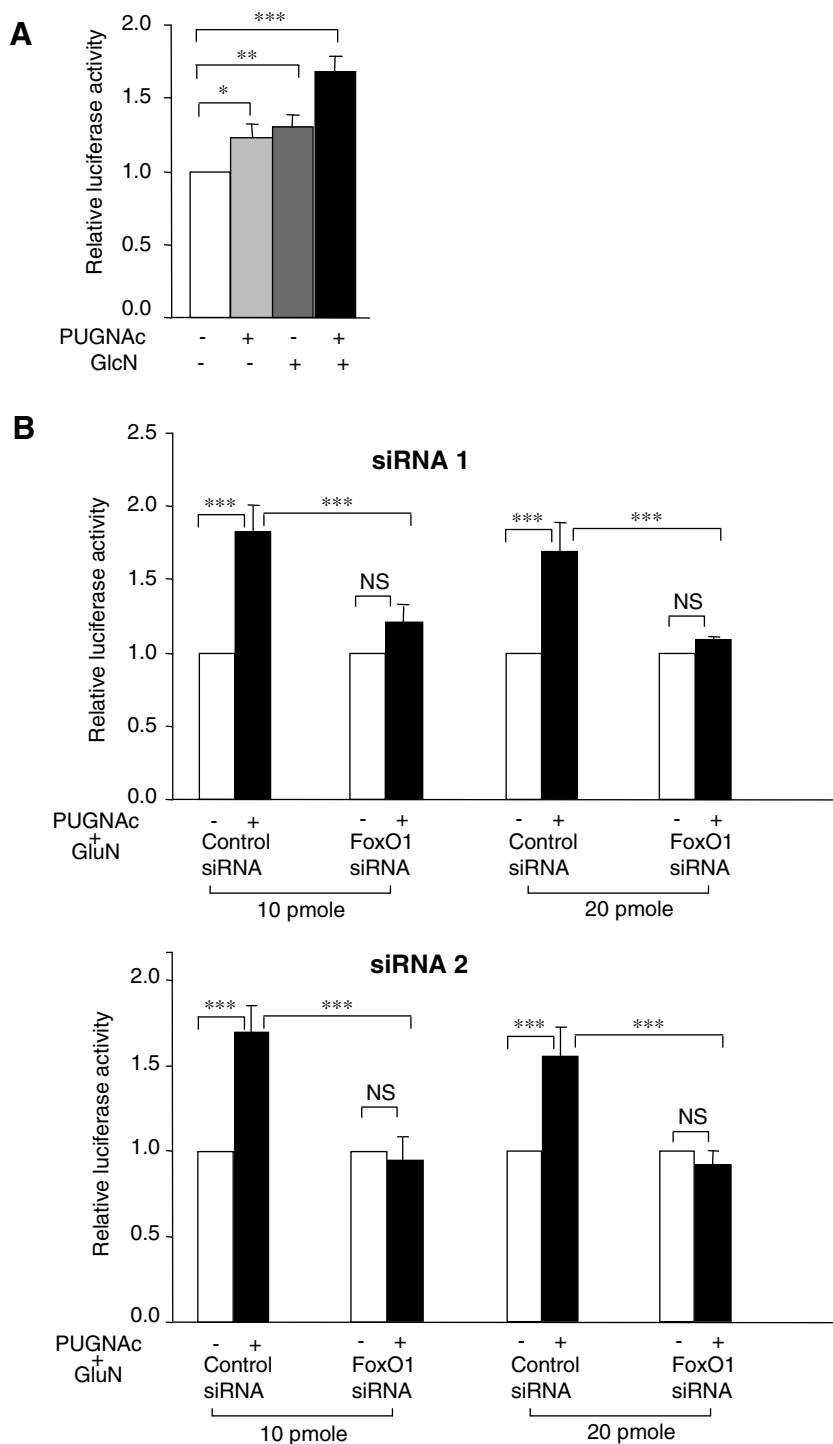 A
Relative luciferase activity
2.0
1.5
1.0
0.5
0.0
***
**
*
PUGNAc - + - +
GlcN - - + +
B
siRNA 1
Relative luciferase activity
2.5
2.0
1.5
1.0
0.5
0.0
*** *** *** ***
NS NS
PUGNAc + GluN
- + - + - + - +
Control siRNA FoxO1 siRNA Control siRNA FoxO1 siRNA
10 pmole 20 pmole
siRNA 2
Relative luciferase activity
2.0
1.5
1.0
0.5
0.0
*** *** *** ***
NS NS
PUGNAc + GluN
- + - + - + - +
Control siRNA FoxO1 siRNA Control siRNA FoxO1 siRNA
10 pmole 20 pmole